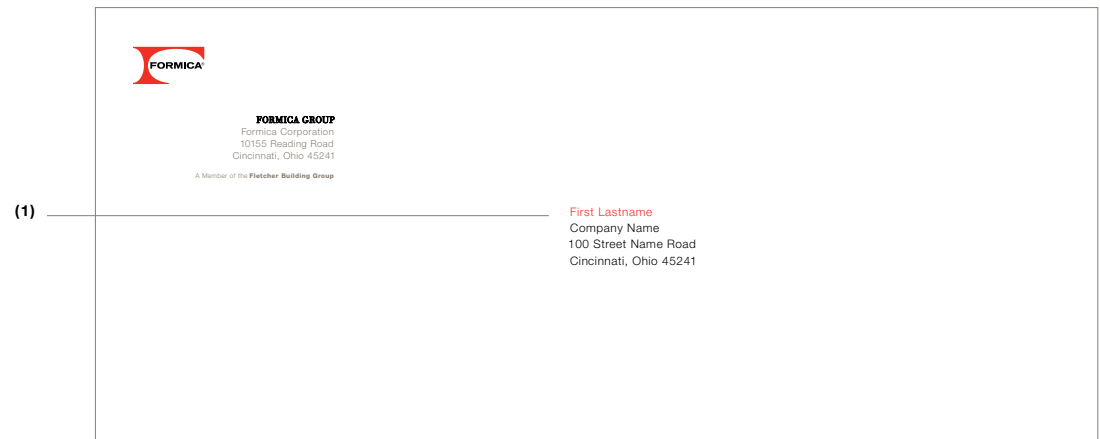 FORMICA®
FORMICA GROUP
Formica Corporation
10155 Reading Road
Cincinnati, Ohio 45241
A Member of the Fletcher Building Group
(1)
First Lastname
Company Name
100 Street Name Road
Cincinnati, Ohio 45241